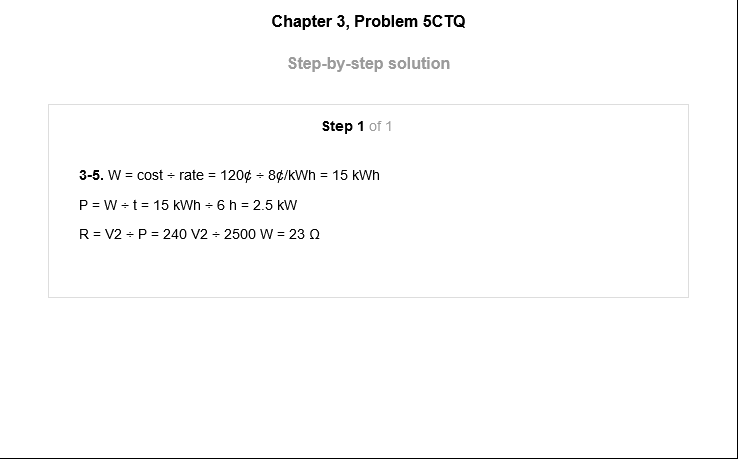 Chapter 3, Problem 5CTQ
Step-by-step solution
Step 1 of 1
3-5. W = cost ÷ rate = 120¢ ÷ 8¢/kWh = 15 kWh
P = W ÷ t = 15 kWh ÷ 6 h = 2.5 kW
R = V2 ÷ P = 240 V2 ÷ 2500 W = 23 Ω